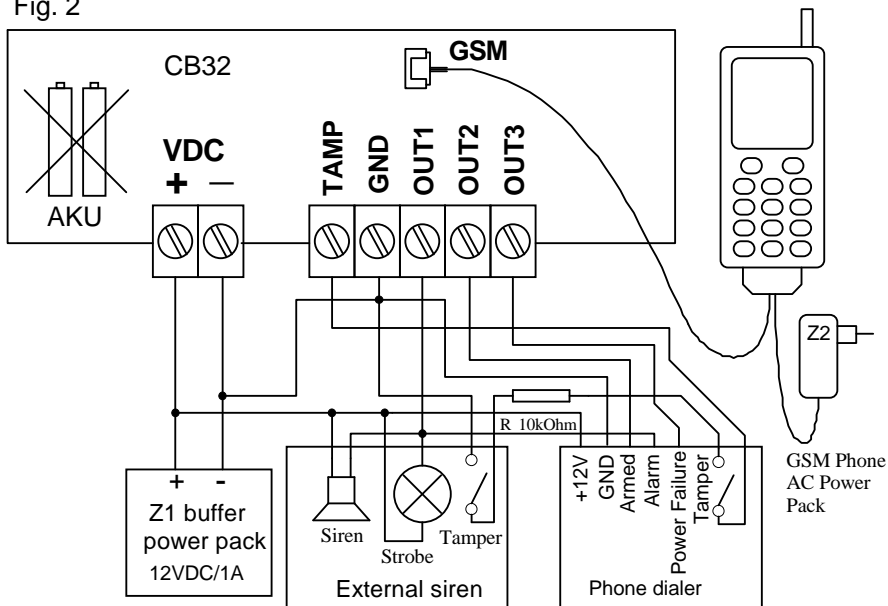 Fig. 2
CB32
GSM
VDC
+ −
AKU
TAMP
GND
OUT1
OUT2
OUT3
Z2
GSM Phone
AC Power
Pack
R 10kOhm
+ -
Z1 buffer
power pack
12VDC/1A
Siren
Strobe
Tamper
External siren
+12V
GND
Armed
Alarm
Power Failure
Tamper
Phone dialer